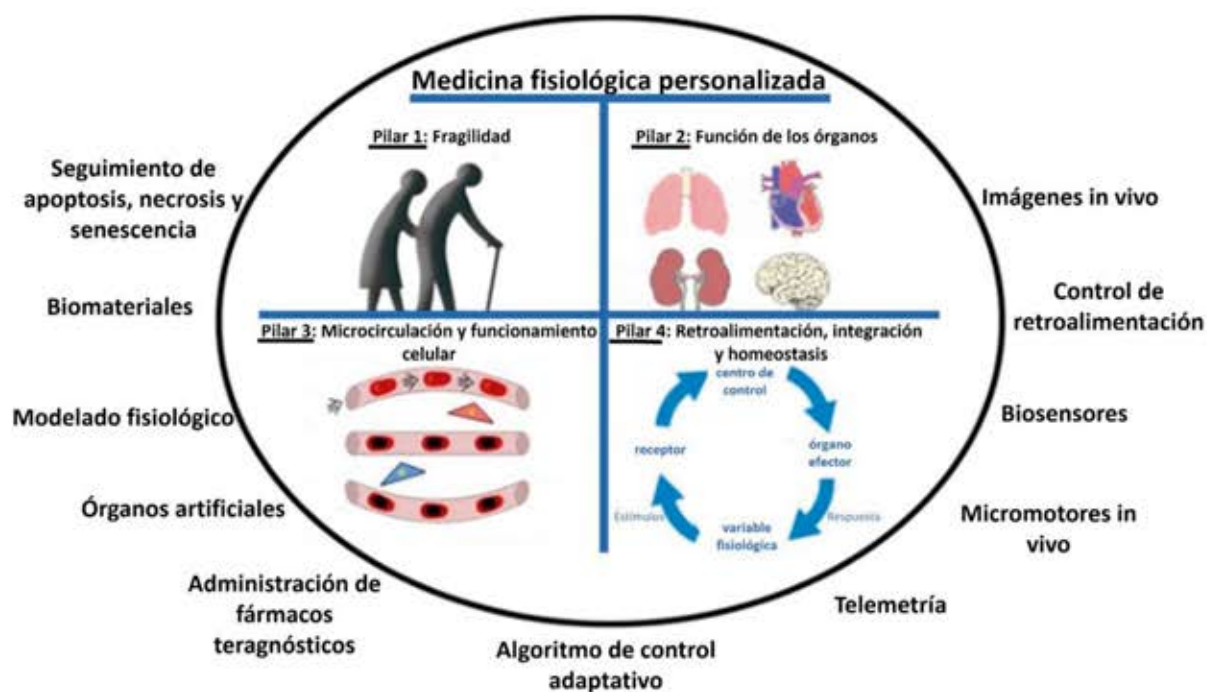 Medicina fisiológica personalizada
Pilar 1: Fragilidad
Pilar 2: Función de los órganos
Pilar 3: Microcirculación y funcionamiento
celular
Pilar 4: Retroalimentación, integración
y homeostasis
centro de
control
receptor
órgano
efector
Estímulus
Respuesta
variable
fisiológica
Seguimiento de
apoptosis, necrosis y
senescencia
Biomateriales
Modelado fisiológico
Órganos artificiales
Administración de
fármacos
teragnósticos
Algoritmo de control
adaptativo
Telemetría
Micromotores in
vivo
Biosensores
Control de
retroalimentación
Imágenes in vivo